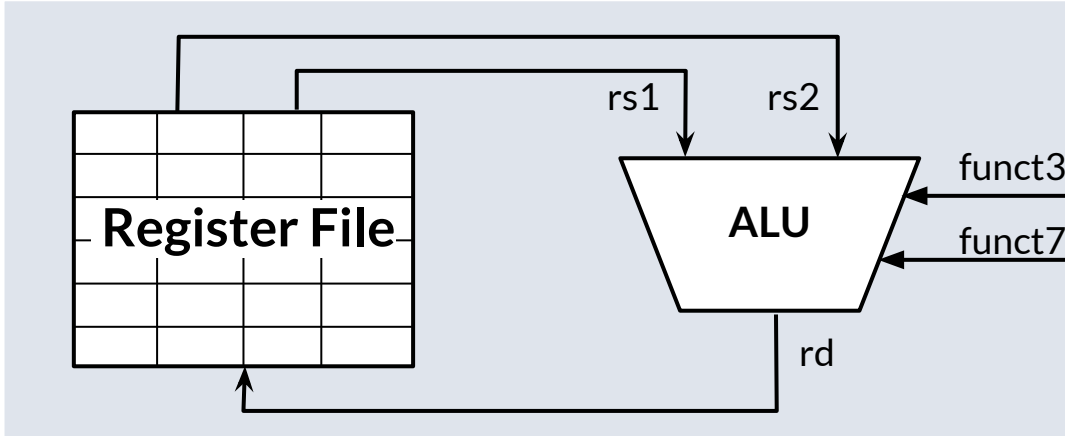 rs1
rs2
funct3
Register File
ALU
funct7
rd